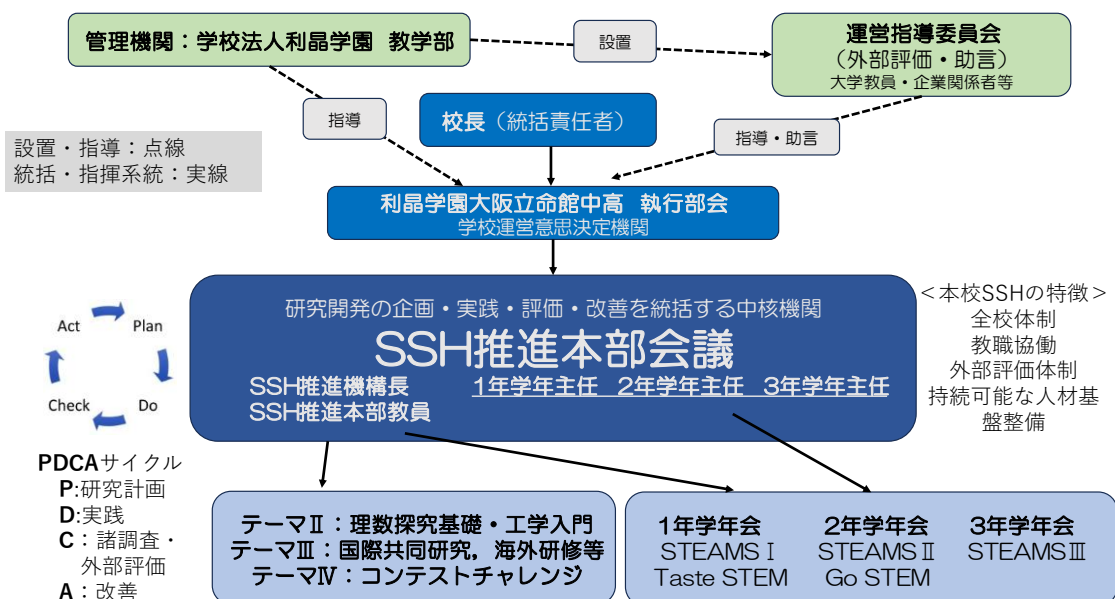 管理機関：学校法人利晶学園 教学部
設置
運営指導委員会
（外部評価・助言）
大学教員・企業関係者等
指導
校長（統括責任者）
指導・助言
設置・指導：点線
統括・指揮系統：実線
利晶学園大阪立命館中高 執行部会
学校運営意思決定機関
研究開発の企画・実践・評価・改善を統括する中核機関
SSH推進本部会議
SSH推進機構長
1年学年主任 2年学年主任 3年学年主任
SSH推進本部教員
＜本校SSHの特徴＞
全校体制
教職協働
外部評価体制
持続可能な人材基
盤整備
Act
Plan
Check
Do
PDCAサイクル
P:研究計画
D:実践
C：諸調査・
外部評価
A：改善
テーマⅡ：理数探究基礎・工学入門
テーマⅢ：国際共同研究，海外研修等
テーマⅣ：コンテストチャレンジ
1年学年会 2年学年会 3年学年会
STEAMSⅠ STEAMSⅡ STEAMSⅢ
Taste STEM Go STEM